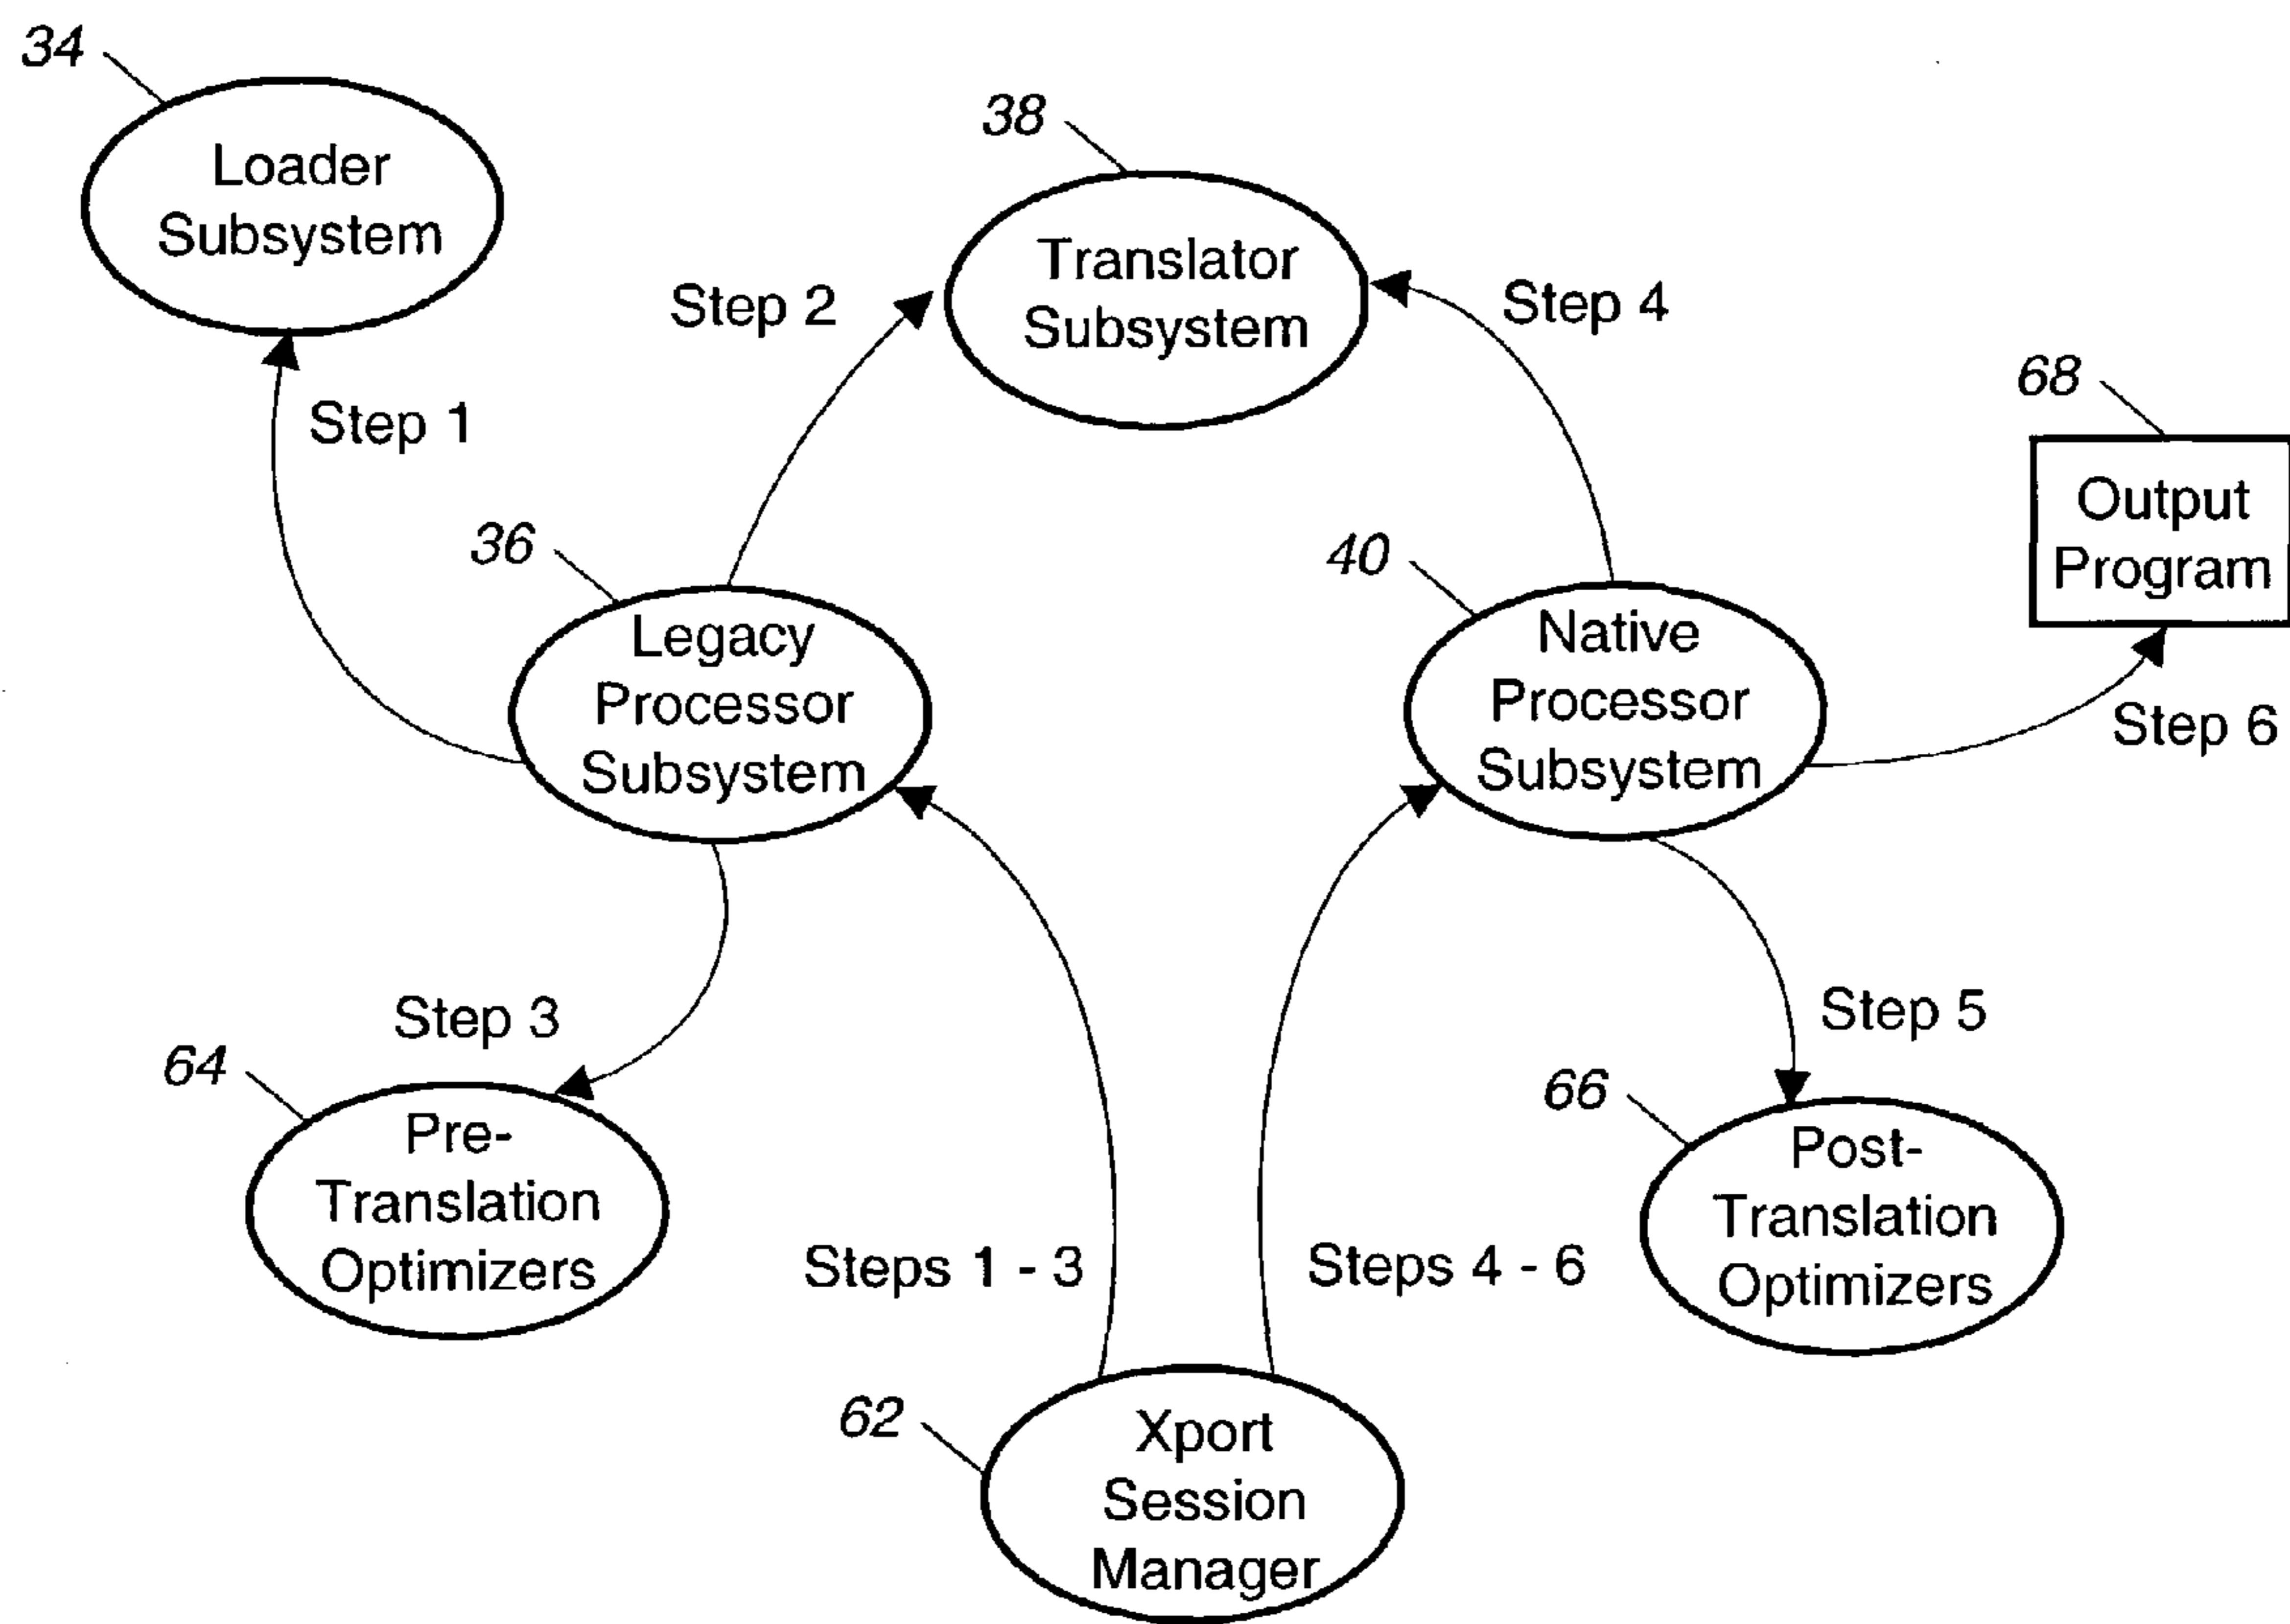 34
Loader
Subsystem
38
Translator
Subsystem
Step 1
Step 2
Step 4
68
Output
Program
36
Legacy
Processor
Subsystem
40
Native
Processor
Subsystem
Step 6
Step 3
Step 5
64
Pre-
Translation
Optimizers
66
Post-
Translation
Optimizers
Steps 1 - 3
Steps 4 - 6
62
Xport
Session
Manager